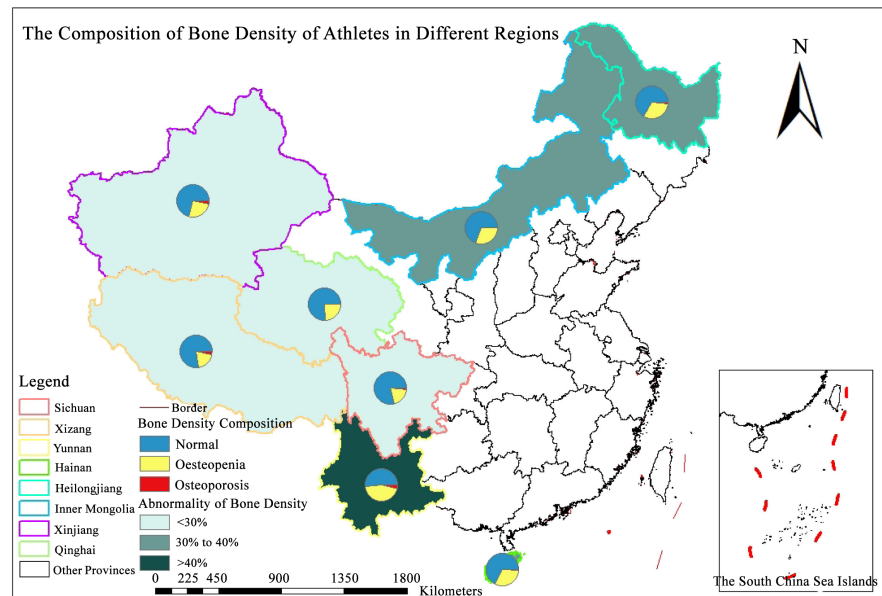 The Composition of Bone Density of Athletes in Different Regions
N
Legend
Sichuan
Xizang
Yunnan
Hainan
Heilongjiang
Inner Mongolia
Xinjiang
Qinghai
Other Provinces
Border
Bone Density Composition
Normal
Oesteopenia
Osteoporosis
Abnormality of Bone Density
<30%
30% to 40%
>40%
0 225 450 900 1350 1800
Kilometers
The South China Sea Islands